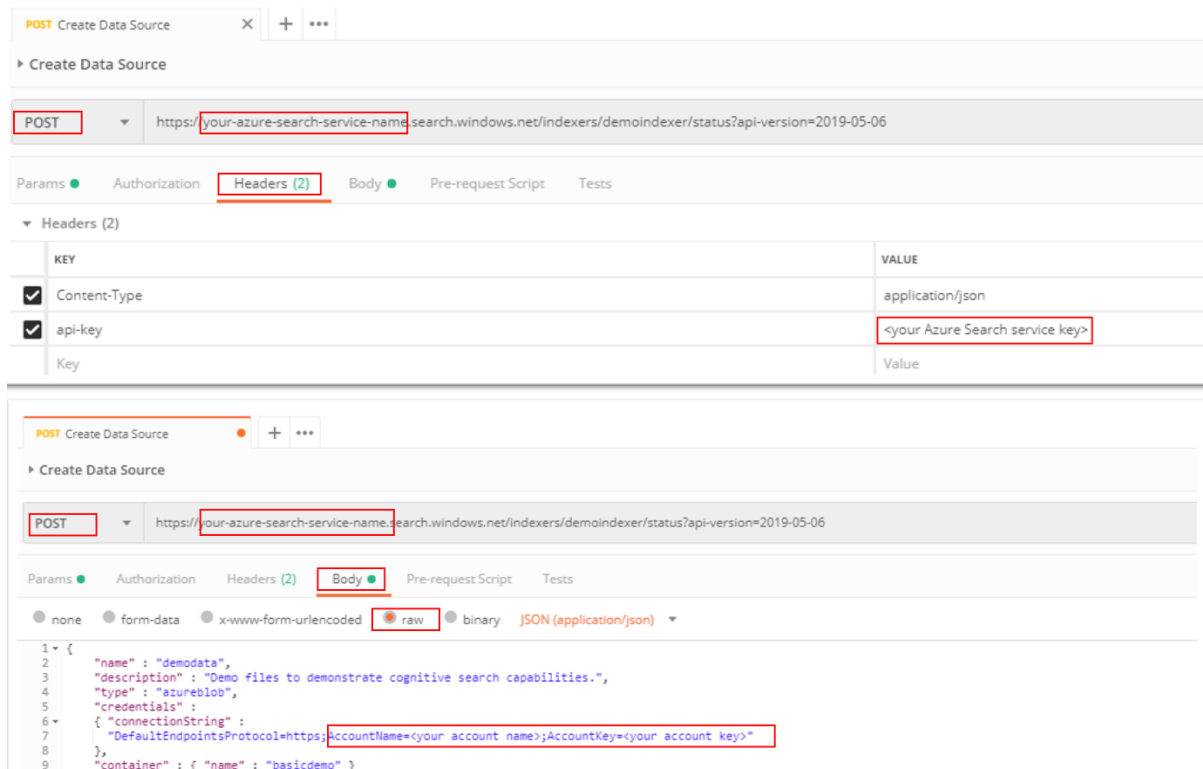 POST Create Data Source × + •••
Create Data Source
POST https://your-azure-search-service-name.search.windows.net/indexers/demoindexer/status?api-version=2019-05-06
Params Authorization Headers (2) Body Pre-request Script Tests
Headers (2)
KEY VALUE
Content-Type application/json
api-key <your Azure Search service key>
Key Value
POST Create Data Source + •••
Create Data Source
POST https://your-azure-search-service-name.search.windows.net/indexers/demoindexer/status?api-version=2019-05-06
Params Authorization Headers (2) Body Pre-request Script Tests
none form-data x-www-form-urlencoded raw binary JSON (application/json)
1 {
2 "name" : "demodata",
3 "description" : "Demo files to demonstrate cognitive search capabilities.",
4 "type" : "azureblob",
5 "credentials" :
6 { "connectionString" :
7 "DefaultEndpointsProtocol=https;AccountName=<your account name>;AccountKey=<your account key>"
8 },
9 "container" : { "name" : "basicdemo" }